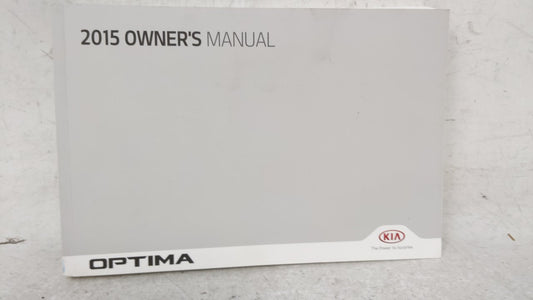 2015 OWNER'S MANUAL
KIA
The Power to Surprise
OPTIMA